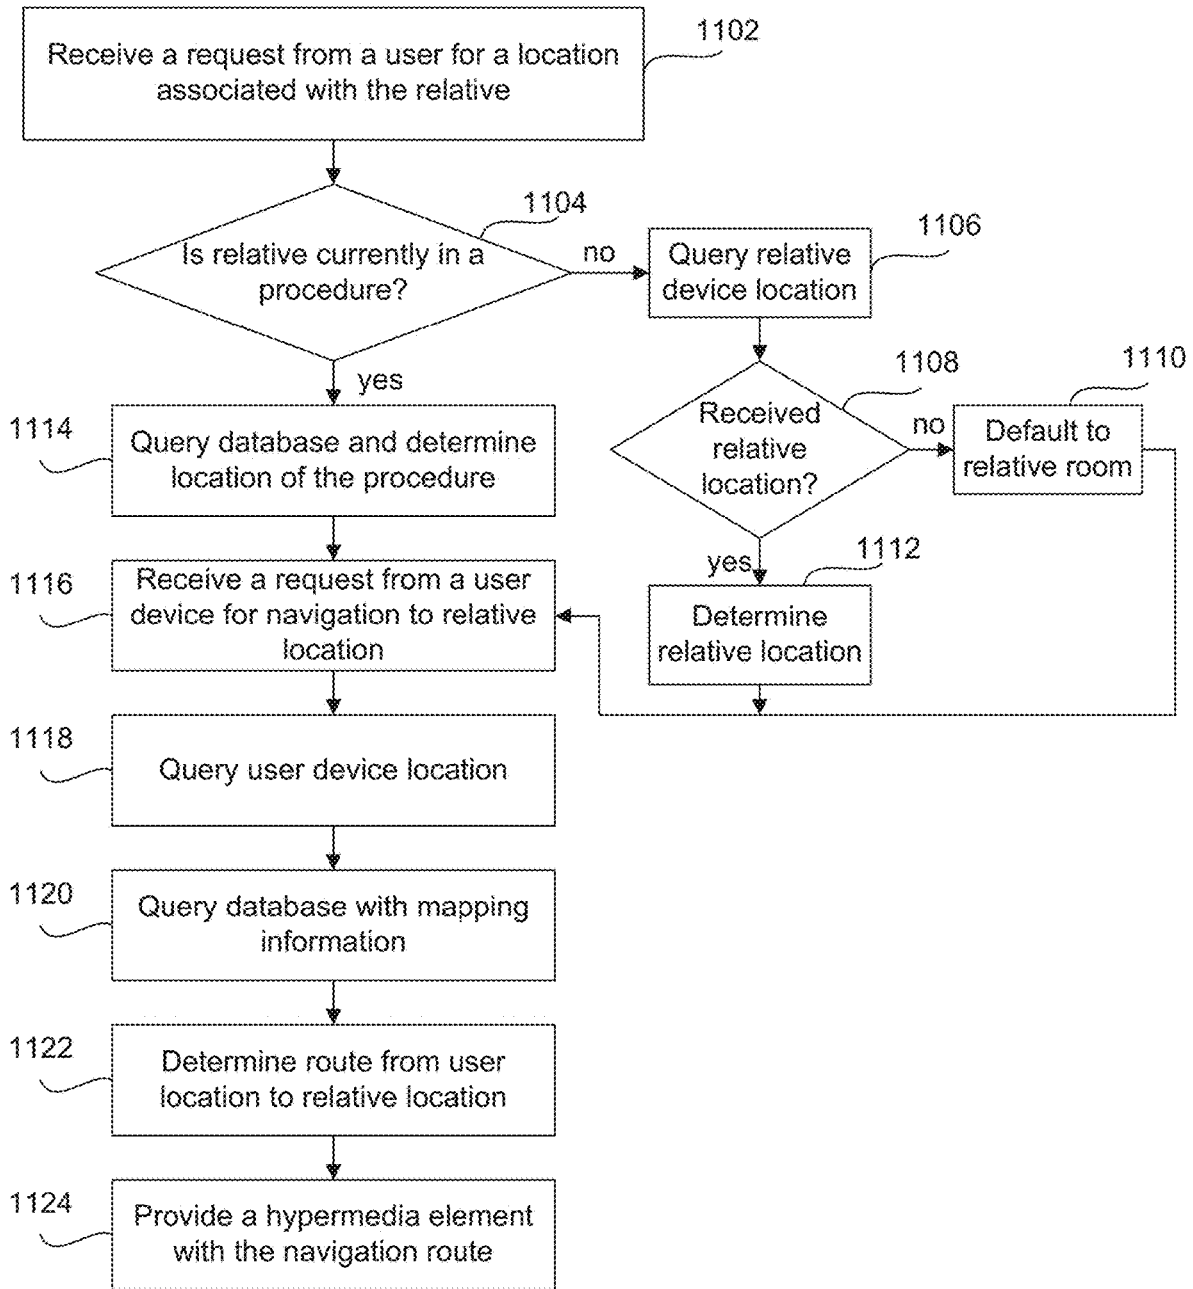 Receive a request from a user for a location
associated with the relative
1102
Is relative currently in a
procedure?
1104
no
yes
Query relative
device location
1106
Received
relative
location?
1108
no
yes
Default to
relative room
1110
Determine
relative location
1112
1114
Query database and determine
location of the procedure
1116
Receive a request from a user
device for navigation to relative
location
1118
Query user device location
1120
Query database with mapping
information
1122
Determine route from user
location to relative location
1124
Provide a hypermedia element
with the navigation route